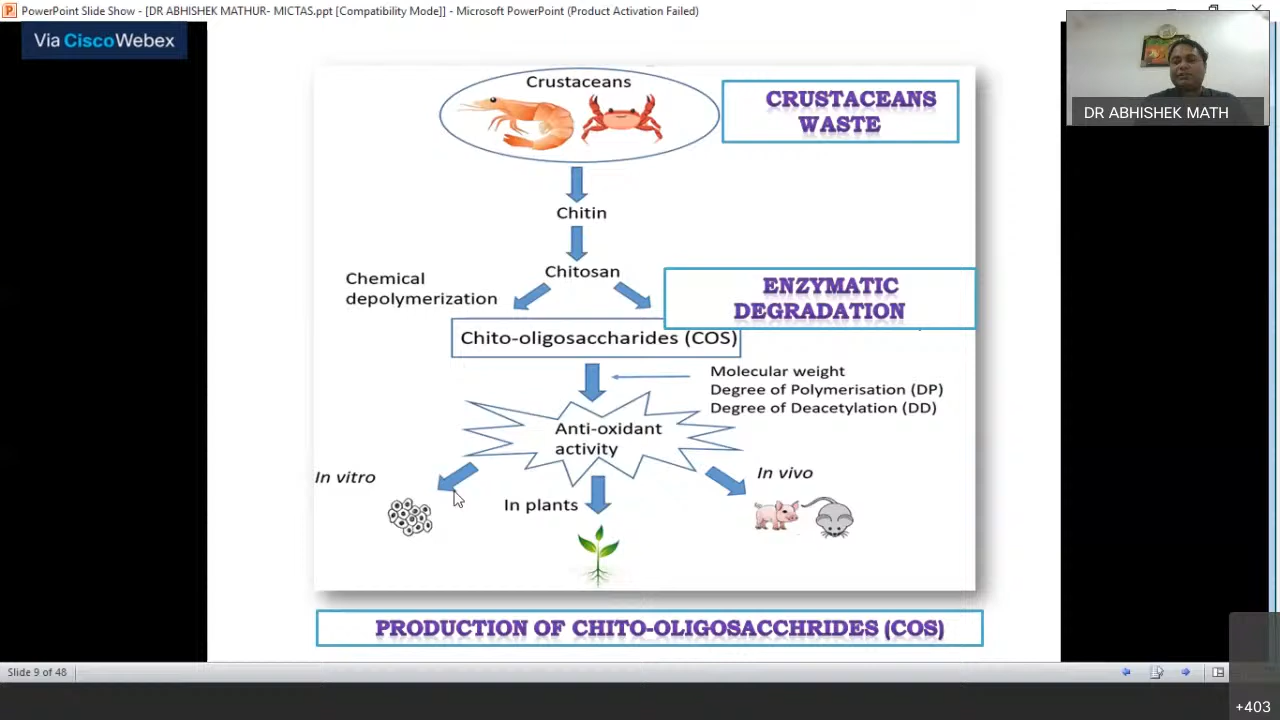 PowerPoint Slide Show - [DR ABHISHEK MATHUR- MICTAS.ppt [Compatibility Mode]] - Microsoft PowerPoint (Product Activation Failed)
Via Cisco Webex
DR ABHISHEK MATH
Crustaceans
CRUSTACEANS
WASTE
Chitin
Chitosan
Chemical
depolymerization
ENZYMATIC
DEGRADATION
Chito-oligosaccharides (COS)
Molecular weight
Degree of Polymerisation (DP)
Degree of Deacetylation (DD)
Anti-oxidant
activity
In vitro
In plants
In vivo
PRODUCTION OF CHITO-OLIGOSACCHRIDES (COS)
Slide 9 of 48
+403